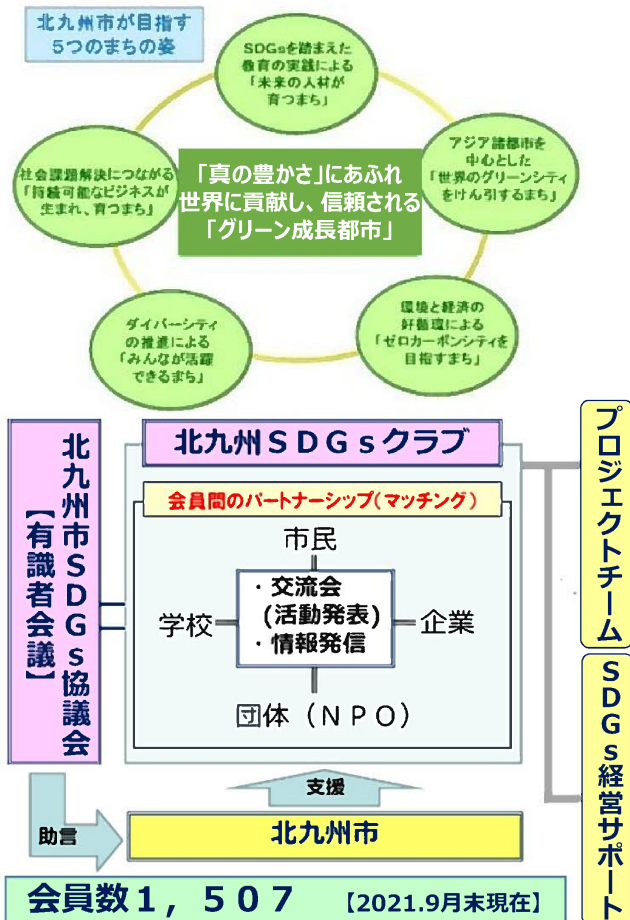 北九州市が目指す
5つのまちの姿
SDGsを踏まえた
教育の実践による
「未来の人材が
育つまち」
社会課題解決につながる
「持続可能なビジネスが
生まれ、育つまち」
「真の豊かさ」にあふれ
世界に貢献し、信頼される
「グリーン成長都市」
アジア諸都市を
中心とした
「世界のグリーンシティ
をけん引するまち」
ダイバーシティ
の推進による
「みんなが活躍
できるまち」
環境と経済の
好循環による
「ゼロカーボンシティを
目指すまち」
北九州市SDGs協議会
【有識者会議】
北九州SDGsクラブ
会員間のパートナーシップ(マッチング)
市民
学校
・交流会
(活動発表)
・情報発信
企業
団体(NPO)
プロジェクトチーム
SDGs経営サポート
支援
助言
北九州市
会員数1,507 【2021.9月末現在】